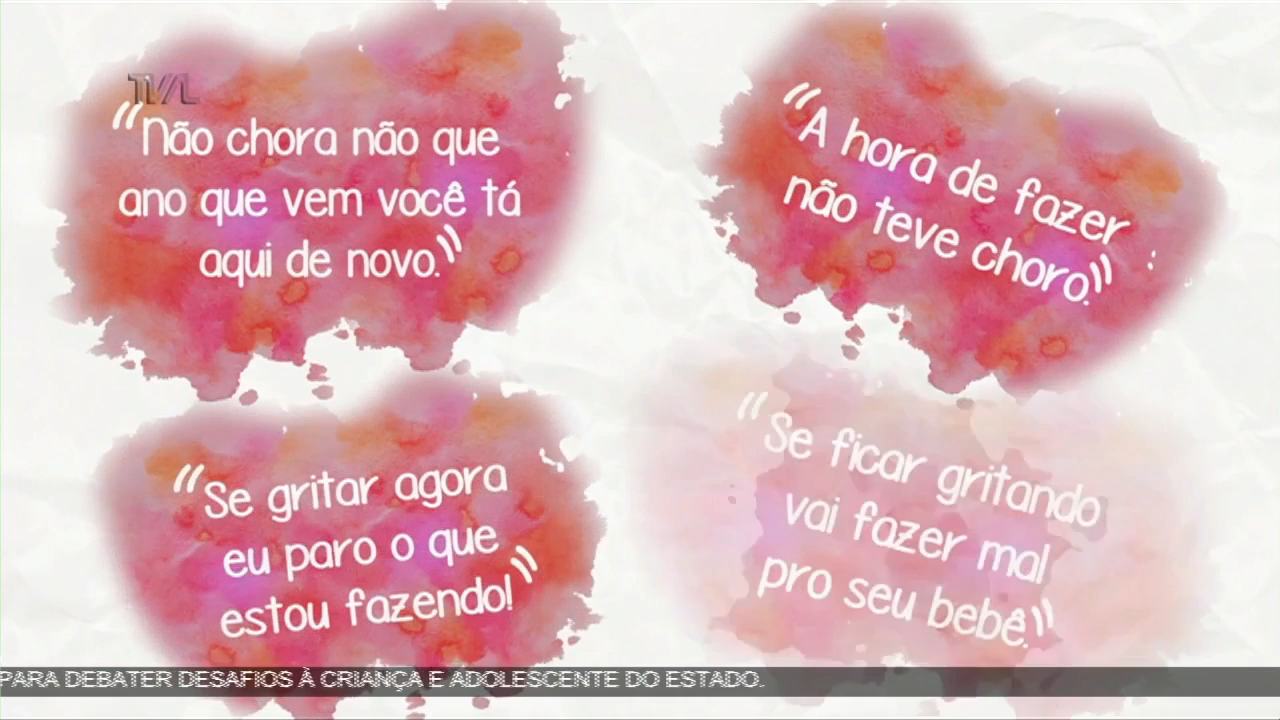 TVAL
“Não chora não que
ano que vem você tá
aqui de novo.”
“A hora de fazer
não teve choro.”
“Se gritar agora
eu paro o que
estou fazendo!”
“Se ficar gritando
vai fazer mal
pro seu bebê.”
PARA DEBATER DESAFIOS À CRIANÇA E ADOLESCENTE DO ESTADO.